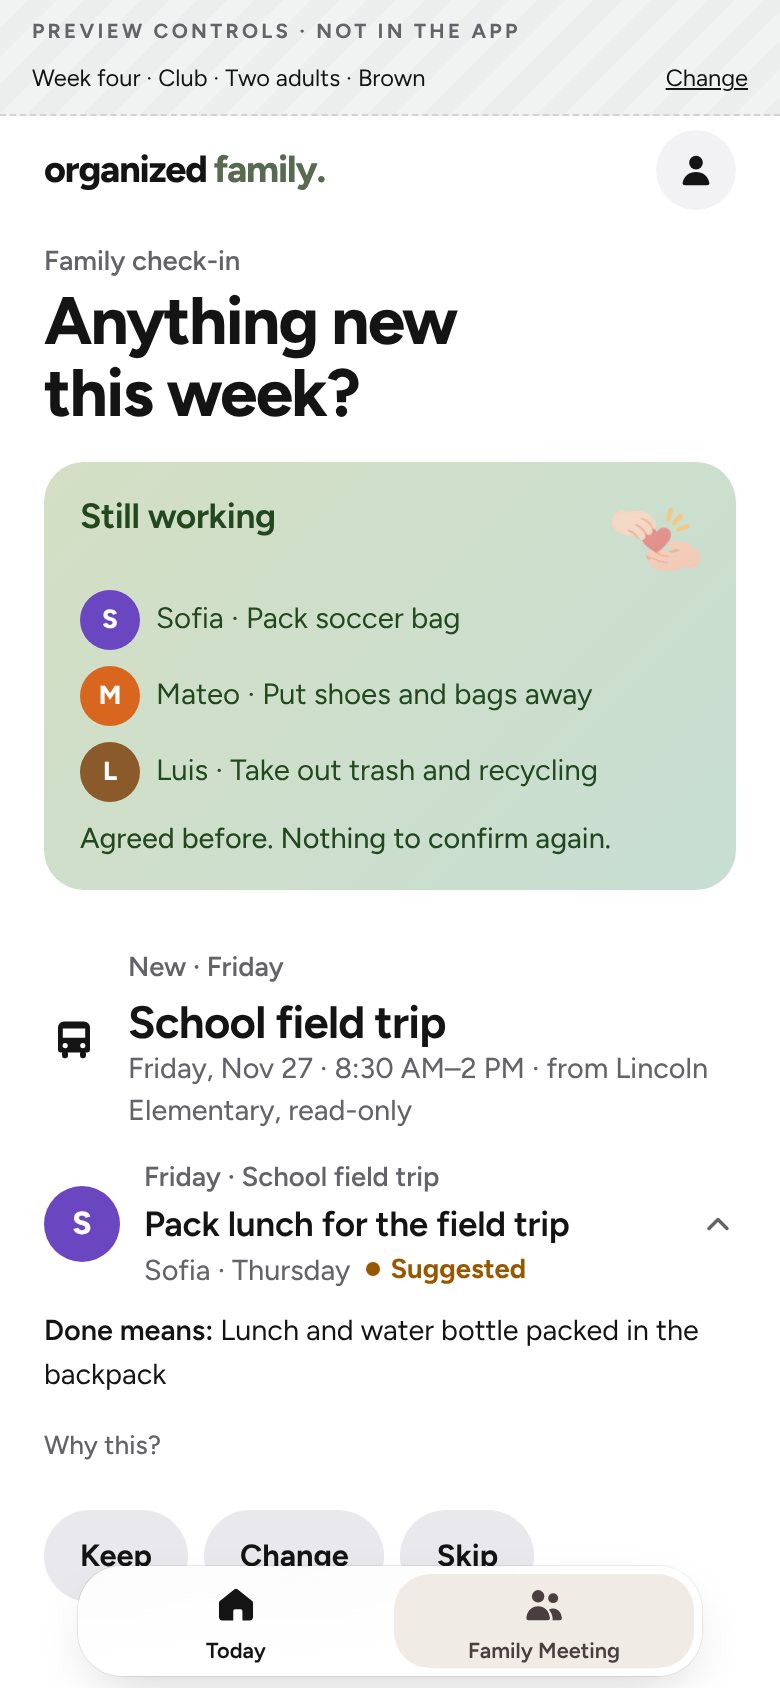 PREVIEW CONTROLS · NOT IN THE APP
Week four · Club · Two adults · Brown
Change
organized family.
Family check-in
Anything new
this week?
Still working
S
Sofia · Pack soccer bag
M
Mateo · Put shoes and bags away
L
Luis · Take out trash and recycling
Agreed before. Nothing to confirm again.
New · Friday
School field trip
Friday, Nov 27 · 8:30 AM–2 PM · from Lincoln
Elementary, read-only
Friday · School field trip
S
Pack lunch for the field trip
Sofia · Thursday ● Suggested
Done means: Lunch and water bottle packed in the
backpack
Why this?
Keep
Change
Skip
Today
Family Meeting